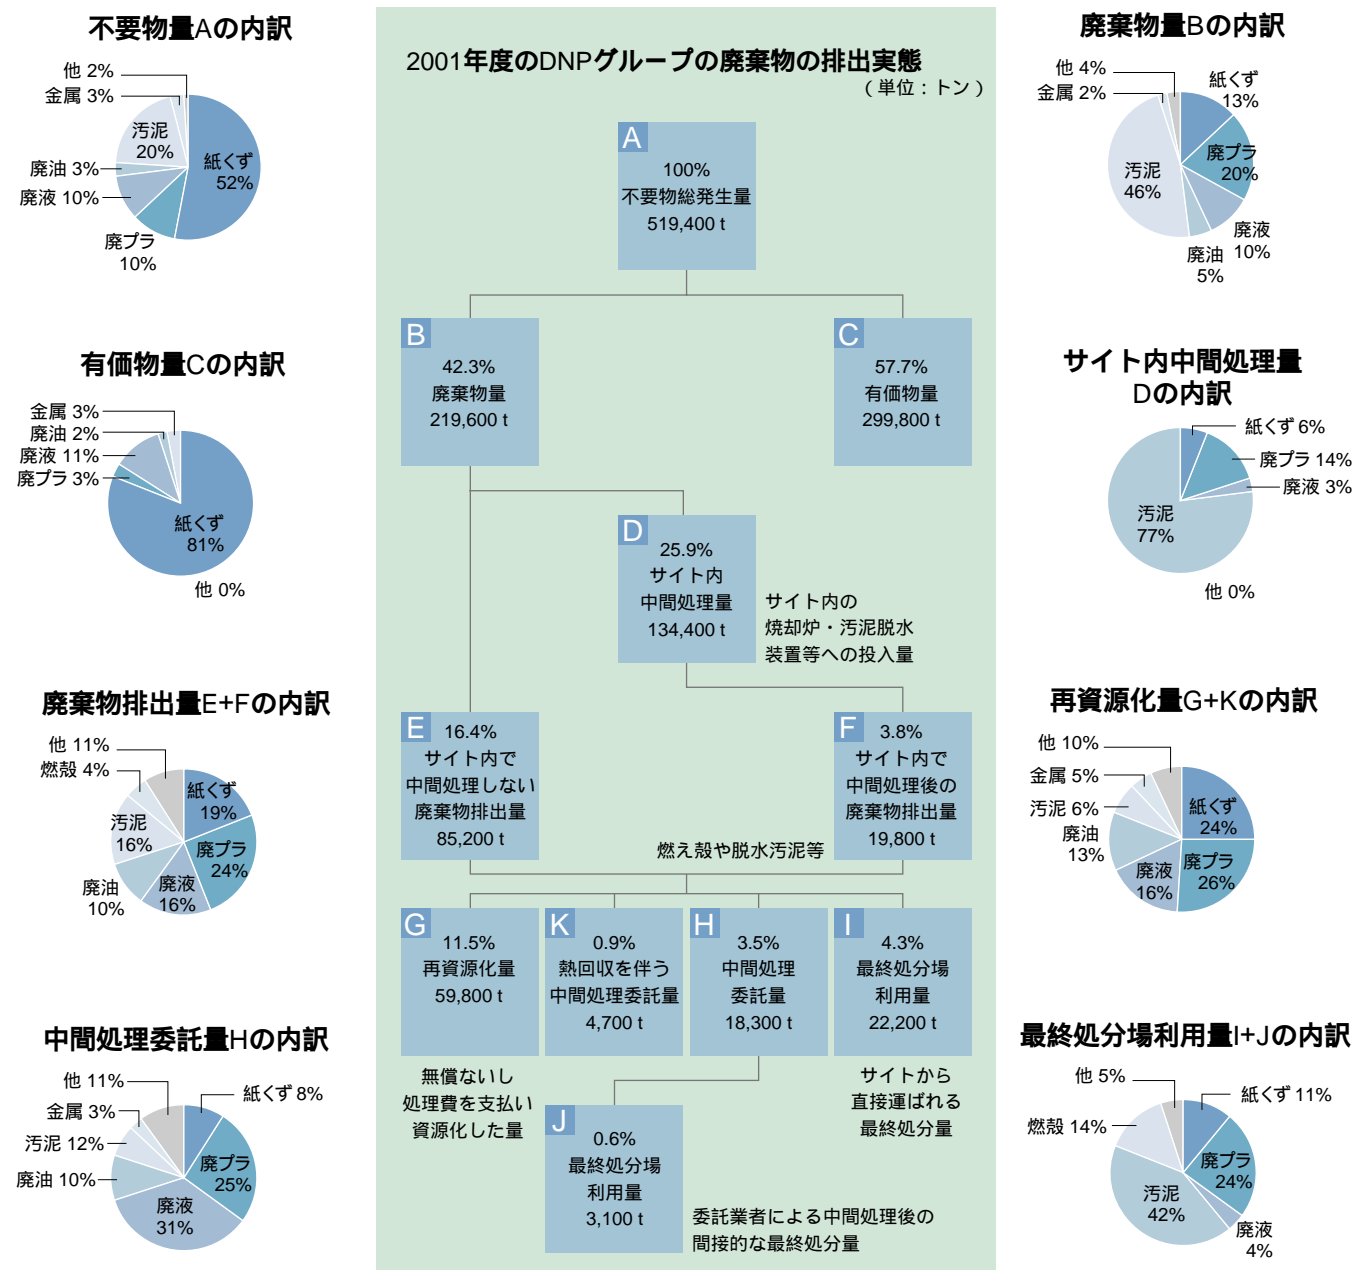 不要物量Aの内訳
他 2%
金属 3%
汚泥
20%
廃油 3%
廃液 10%
廃プラ
10%
紙くず
52%
有価物量Cの内訳
金属 3%
廃油 2%
廃液 11%
廃プラ 3%
紙くず
81%
他 0%
廃棄物排出量E+Fの内訳
他 11%
燃殻 4%
汚泥
16%
廃油
10%
廃液
16%
廃プラ
24%
紙くず
19%
中間処理委託量Hの内訳
他 11%
金属 3%
汚泥 12%
廃油 10%
廃液
31%
廃プラ
25%
紙くず 8%
2001年度のDNPグループの廃棄物の排出実態
（単位：トン）
A
100%
不要物総発生量
519,400 t
B
42.3%
廃棄物量
219,600 t
C
57.7%
有価物量
299,800 t
D
25.9%
サイト内
中間処理量
134,400 t
サイト内の
焼却炉・汚泥脱水
装置等への投入量
E
16.4%
サイト内で
中間処理しない
廃棄物排出量
85,200 t
F
3.8%
サイト内で
中間処理後の
廃棄物排出量
19,800 t
燃え殻や脱水汚泥等
G
11.5%
再資源化量
59,800 t
K
0.9%
熱回収を伴う
中間処理委託量
4,700 t
H
3.5%
中間処理
委託量
18,300 t
I
4.3%
最終処分場
利用量
22,200 t
無償ないし
処理費を支払い
資源化した量
サイトから
直接運ばれる
最終処分量
J
0.6%
最終処分場
利用量
3,100 t
委託業者による中間処理後の
間接的な最終処分量
廃棄物量Bの内訳
他 4%
金属 2%
汚泥
46%
廃油
5%
廃液
10%
廃プラ
20%
紙くず
13%
サイト内中間処理量
Dの内訳
紙くず 6%
廃プラ 14%
廃液 3%
汚泥
77%
他 0%
再資源化量G+Kの内訳
他 10%
金属 5%
汚泥 6%
廃油
13%
廃液
16%
廃プラ
26%
紙くず
24%
最終処分場利用量I+Jの内訳
他 5%
燃殻 14%
汚泥
42%
廃液
4%
廃プラ
24%
紙くず 11%